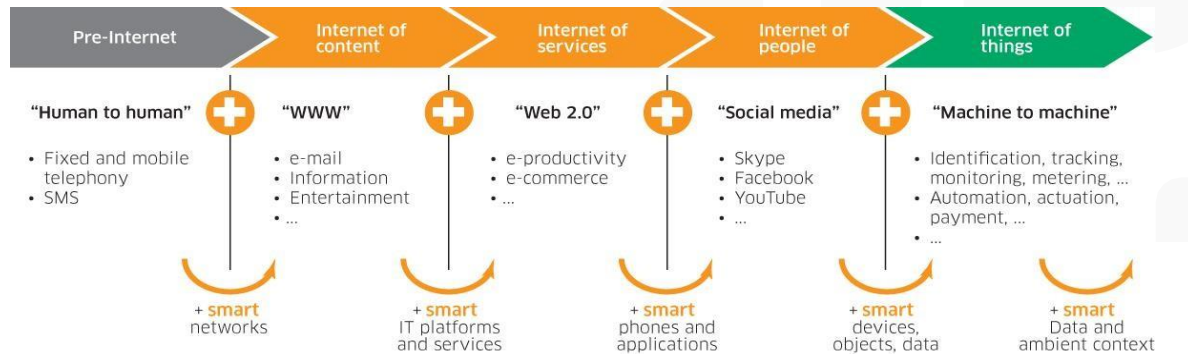 Pre-Internet
Internet of
content
Internet of
services
Internet of
people
Internet of
things
“Human to human”
• Fixed and mobile
telephony
• SMS
“WWW”
• e-mail
• Information
• Entertainment
• ...
“Web 2.0”
• e-productivity
• e-commerce
• ...
“Social media”
• Skype
• Facebook
• YouTube
• ...
“Machine to machine”
• Identification, tracking,
monitoring, metering, ...
• Automation, actuation,
payment, ...
• ...
+ smart
networks
+ smart
IT platforms
and services
+ smart
phones and
applications
+ smart
devices,
objects, data
+ smart
Data and
ambient context